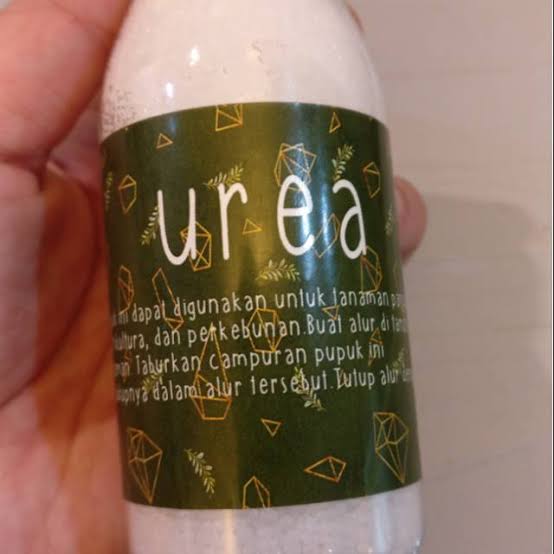 urea
ini dapat digunakan untuk tanaman
dan perkebunan.Buat alur di
Taburkan campuran pupuk ini
dalam alur tersebut.Tutup alur